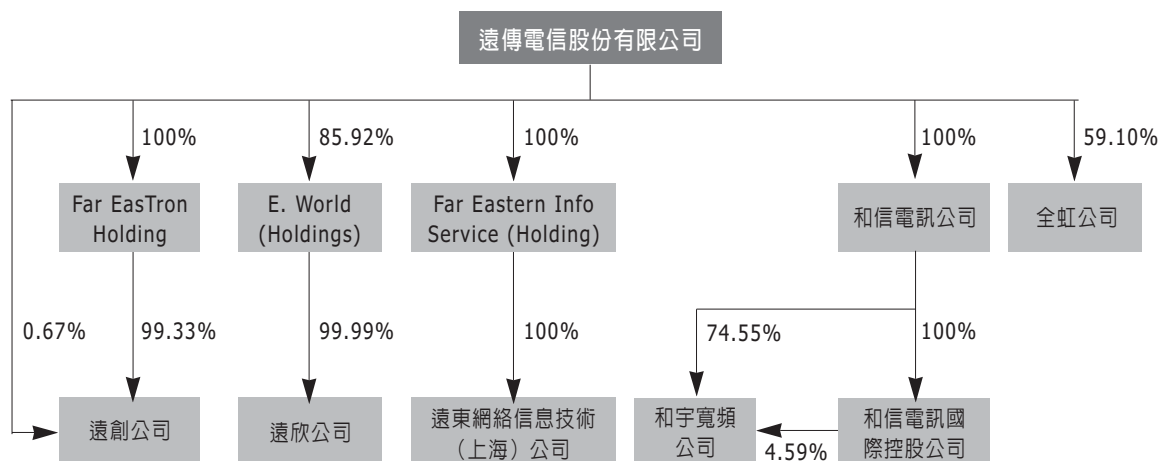 遠傳電信股份有限公司
100%
85.92%
100%
100%
59.10%
Far EasTron
Holding
E. World
(Holdings)
Far Eastern Info
Service (Holding)
和信電訊公司
全虹公司
0.67%
99.33%
99.99%
100%
74.55%
100%
遠創公司
遠欣公司
遠東網絡信息技術
（上海）公司
和宇寬頻
公司
4.59%
和信電訊國
際控股公司